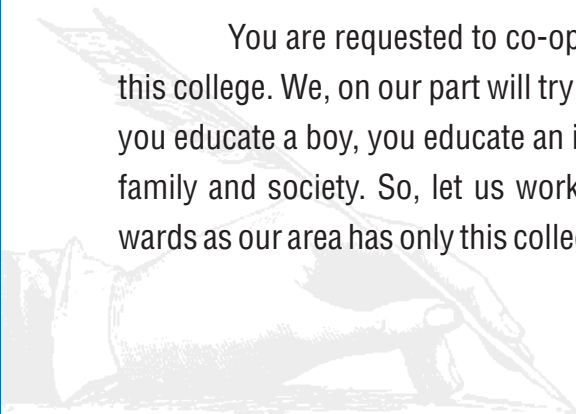 You are requested to co-op
this college. We, on our part will try
you educate a boy, you educate an i
family and society. So, let us work
wards as our area has only this colle